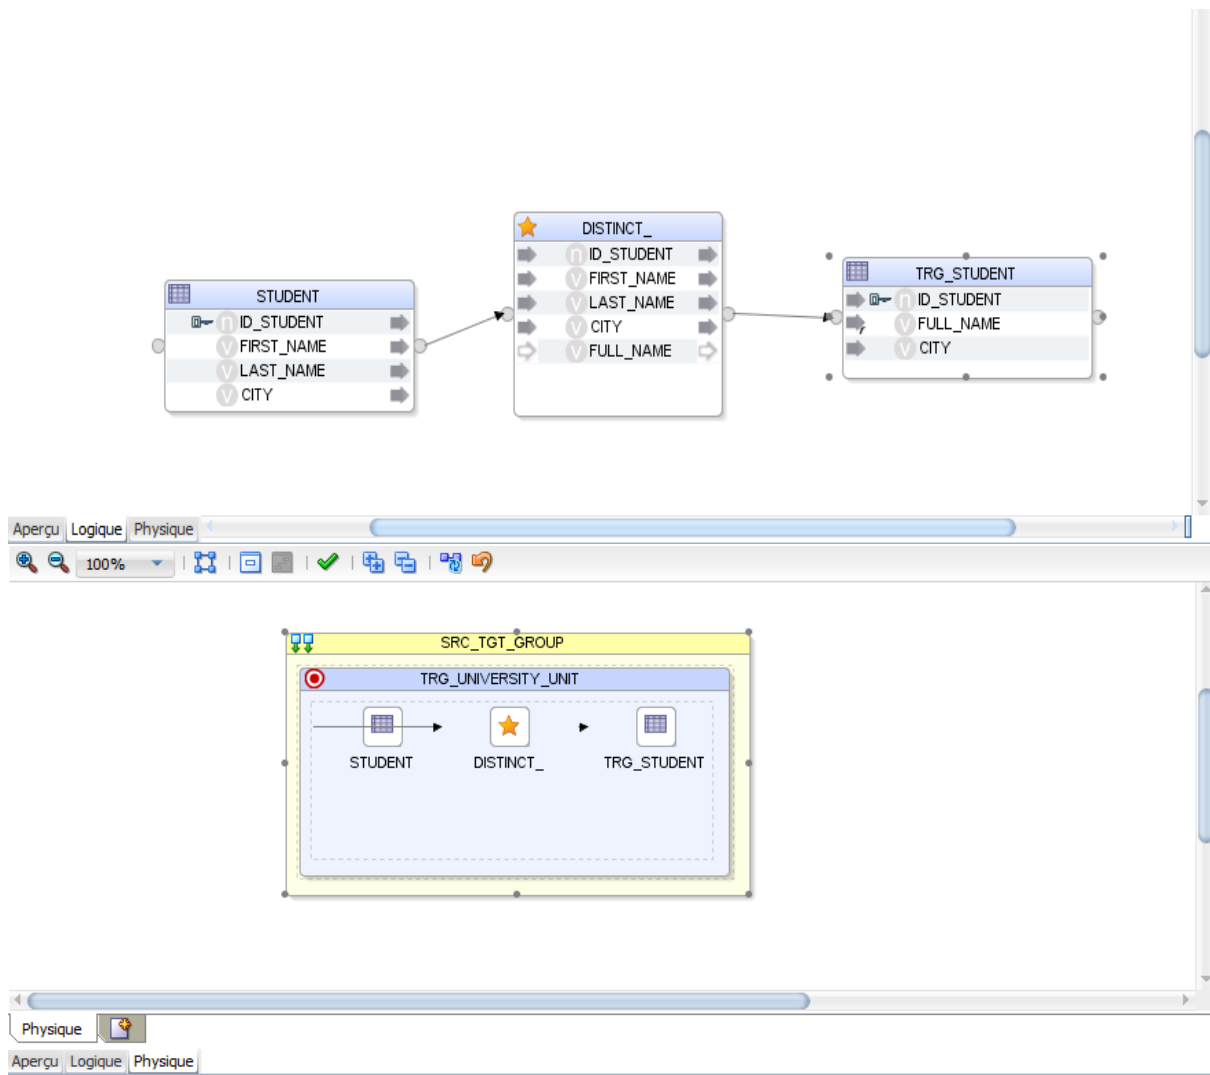 STUDENT
ID_STUDENT
FIRST_NAME
LAST_NAME
CITY
DISTINCT_
ID_STUDENT
FIRST_NAME
LAST_NAME
CITY
FULL_NAME
TRG_STUDENT
ID_STUDENT
FULL_NAME
CITY
Aperçu Logique Physique
100%
SRC_TGT_GROUP
TRG_UNIVERSITY_UNIT
STUDENT DISTINCT_ TRG_STUDENT
Physique
Aperçu Logique Physique